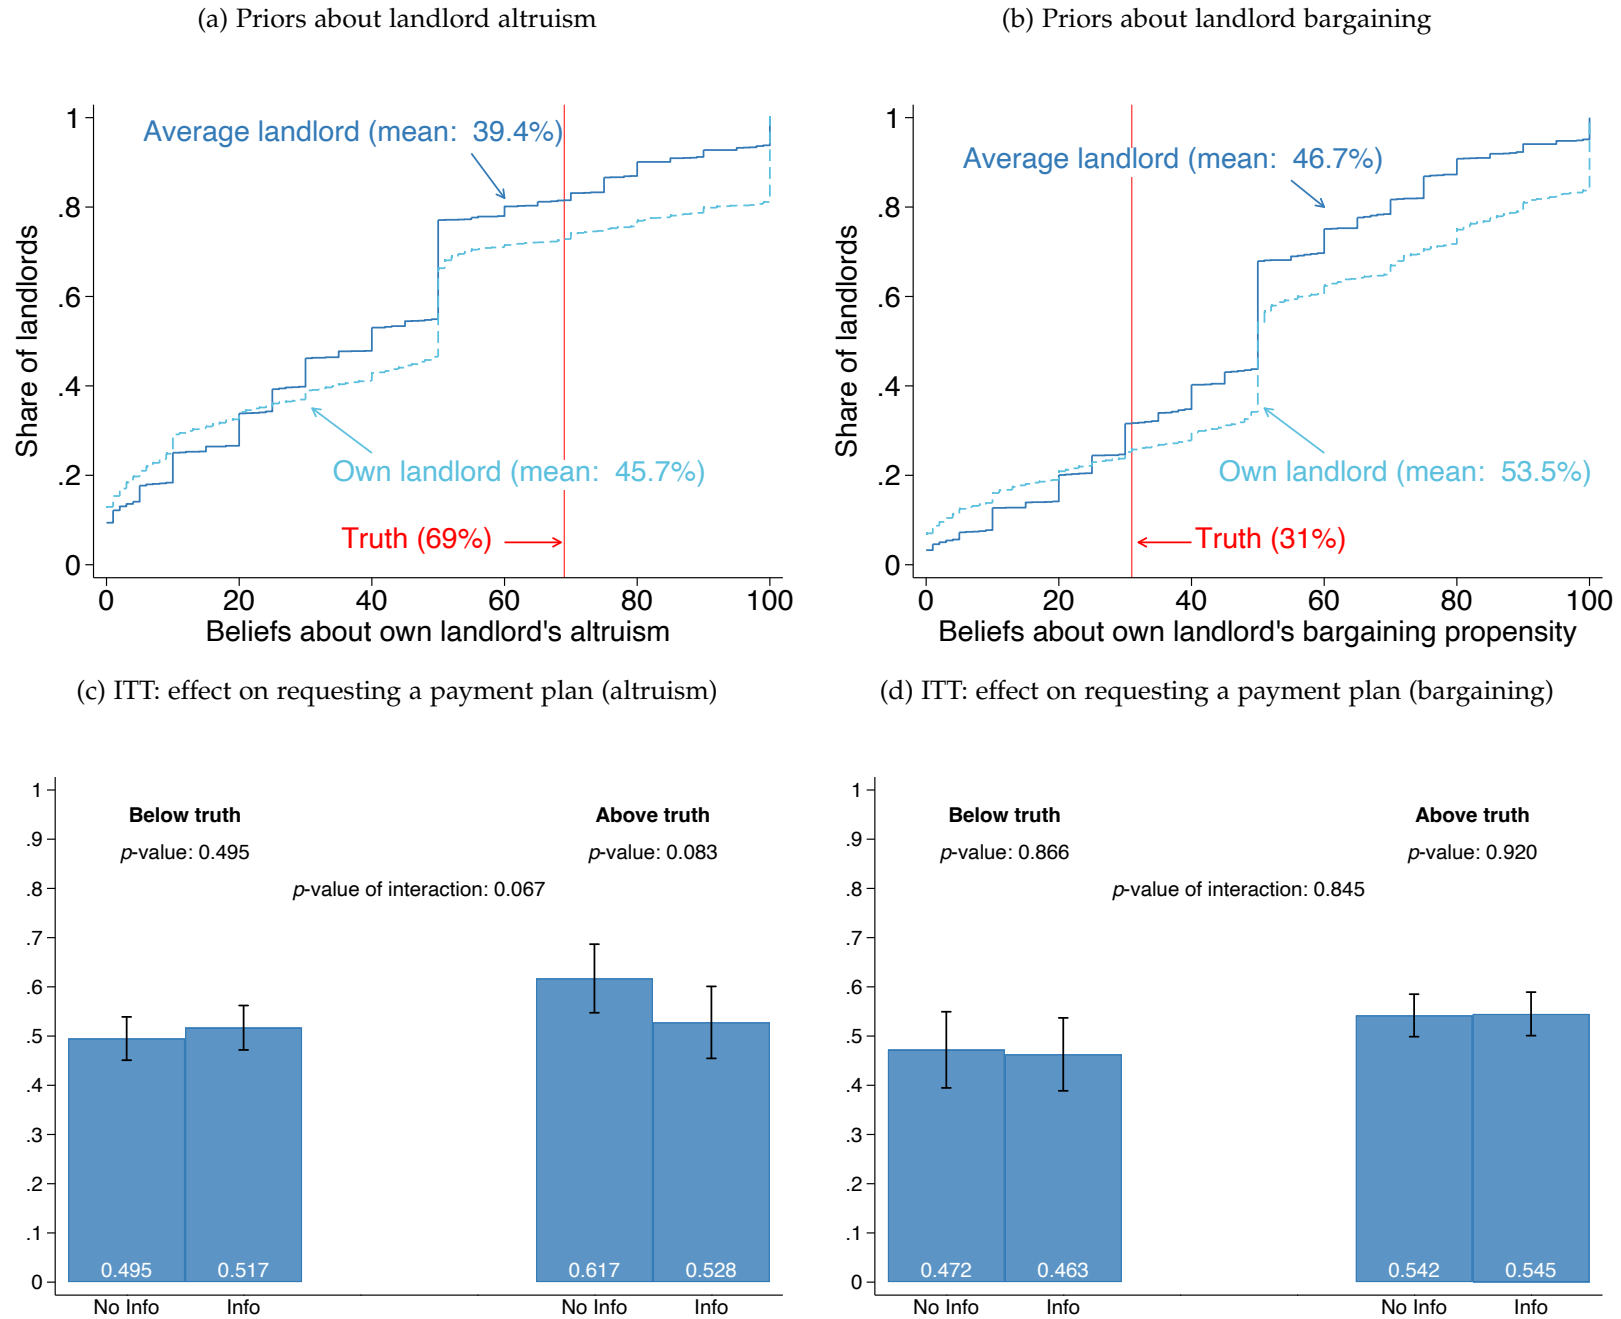 (a) Priors about landlord altruism
1
.8
.6
.4
.2
0
Share of landlords
Average landlord (mean: 39.4%)
Own landlord (mean: 45.7%)
Truth (69%)
0 20 40 60 80 100
Beliefs about own landlord's altruism
(b) Priors about landlord bargaining
1
.8
.6
.4
.2
0
Share of landlords
Average landlord (mean: 46.7%)
Own landlord (mean: 53.5%)
Truth (31%)
0 20 40 60 80 100
Beliefs about own landlord's bargaining propensity
(c) ITT: effect on requesting a payment plan (altruism)
1
.9
.8
.7
.6
.5
.4
.3
.2
.1
0
Below truth
p-value: 0.495
Above truth
p-value: 0.083
p-value of interaction: 0.067
0.495 0.517 0.617 0.528
No Info Info No Info Info
(d) ITT: effect on requesting a payment plan (bargaining)
1
.9
.8
.7
.6
.5
.4
.3
.2
.1
0
Below truth
p-value: 0.866
Above truth
p-value: 0.920
p-value of interaction: 0.845
0.472 0.463 0.542 0.545
No Info Info No Info Info